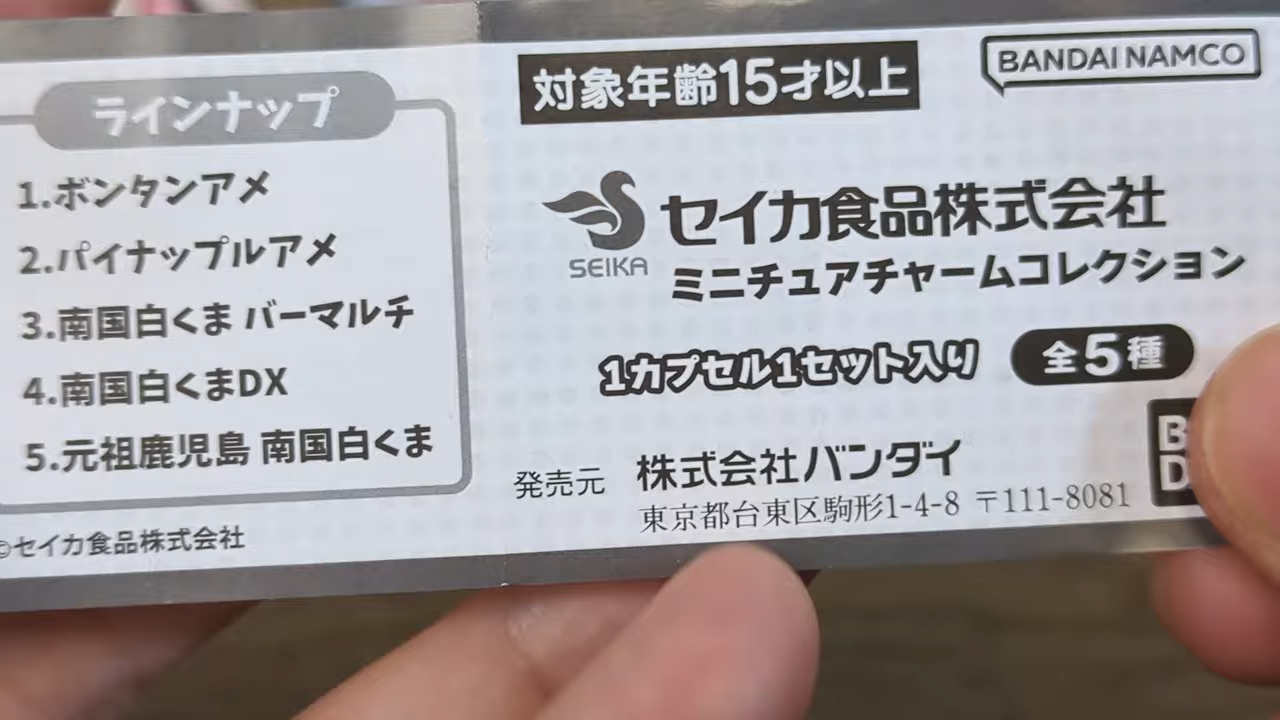 ラインナップ
1.ボンタンアメ
2.パイナップルアメ
3.南国白くま バーマルチ
4.南国白くまDX
5.元祖鹿児島 南国白くま
©セイカ食品株式会社
対象年齢15才以上
BANDAI NAMCO
SEIKA
セイカ食品株式会社
ミニチュアチャームコレクション
1カプセル1セット入り
全5種
発売元 株式会社バンダイ
東京都台東区駒形1-4-8 〒111-8081